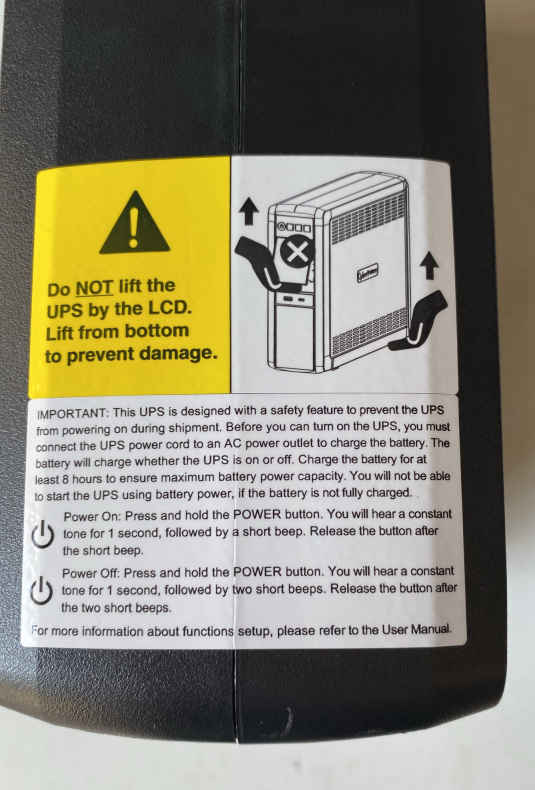 Do NOT lift the
UPS by the LCD.
Lift from bottom
to prevent damage.
CyberPower
IMPORTANT: This UPS is designed with a safety feature to prevent the UPS
from powering on during shipment. Before you can turn on the UPS, you must
connect the UPS power cord to an AC power outlet to charge the battery. The
battery will charge whether the UPS is on or off. Charge the battery for at
least 8 hours to ensure maximum battery power capacity. You will not be able
to start the UPS using battery power, if the battery is not fully charged.
Power On: Press and hold the POWER button. You will hear a constant
tone for 1 second, followed by a short beep. Release the button after
the short beep.
Power Off: Press and hold the POWER button. You will hear a constant
tone for 1 second, followed by two short beeps. Release the button after
the two short beeps.
For more information about functions setup, please refer to the User Manual.